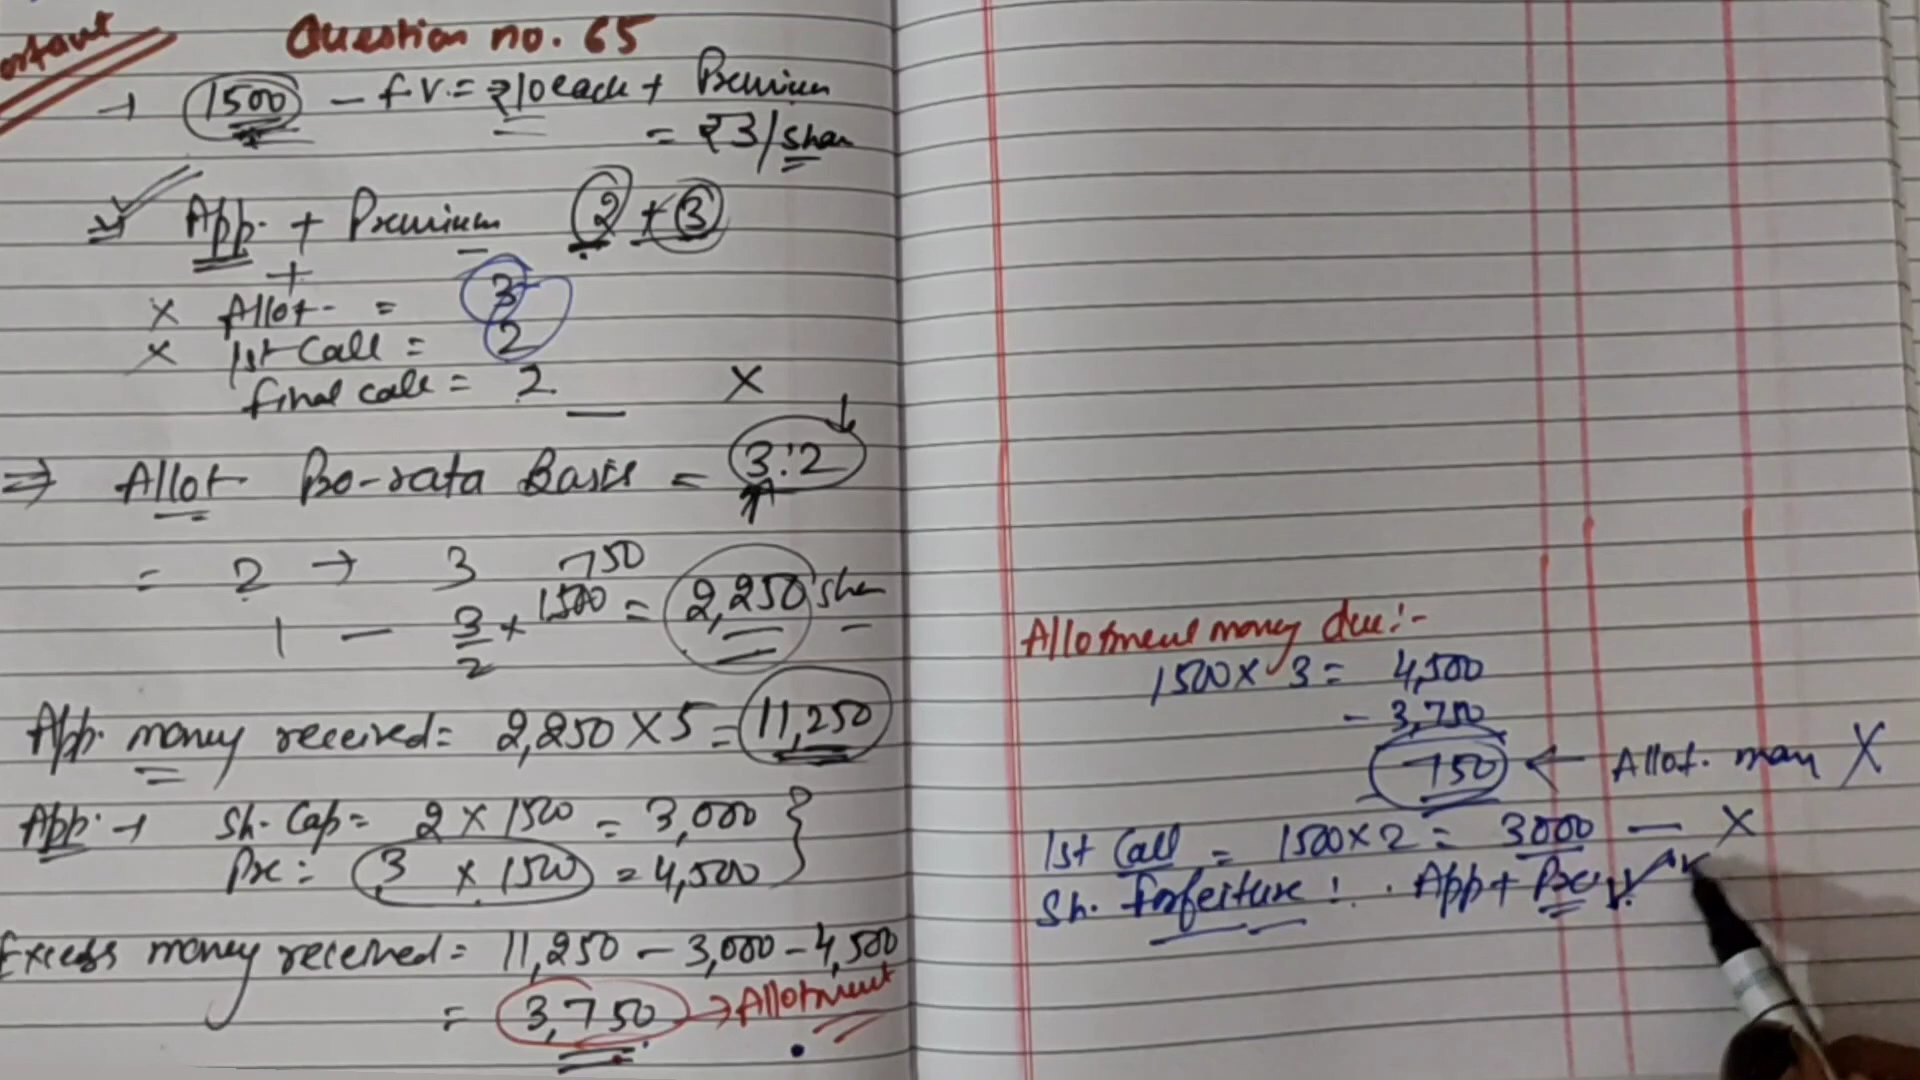 ortant
Question no. 65
→ 1500 - f V. = ₹10 each + Premium
= ₹3/Share
App. + Premium 2 + 3
+
X Allot. = 3
X 1st Call = 2
final call = 2 X
⇒ Allot Pro-rata Basis = 3:2
= 2 → 3 750
1 — 3/2 × 1500 = 2,250 share
App. money received = 2,250 X 5 = 11,250
App. → Sh. Cap = 2 X 1500 = 3,000
Pre = 3 X 1500 = 4,500
Excess money received = 11,250 - 3,000 - 4,500
= 3,750 → Allotment
Allotment money due :-
1500 X 3 = 4,500
- 3,750
750 ← Allot. money X
1st Call = 1500 X 2 = 3000 — X
Sh. forfeiture : App + Pre